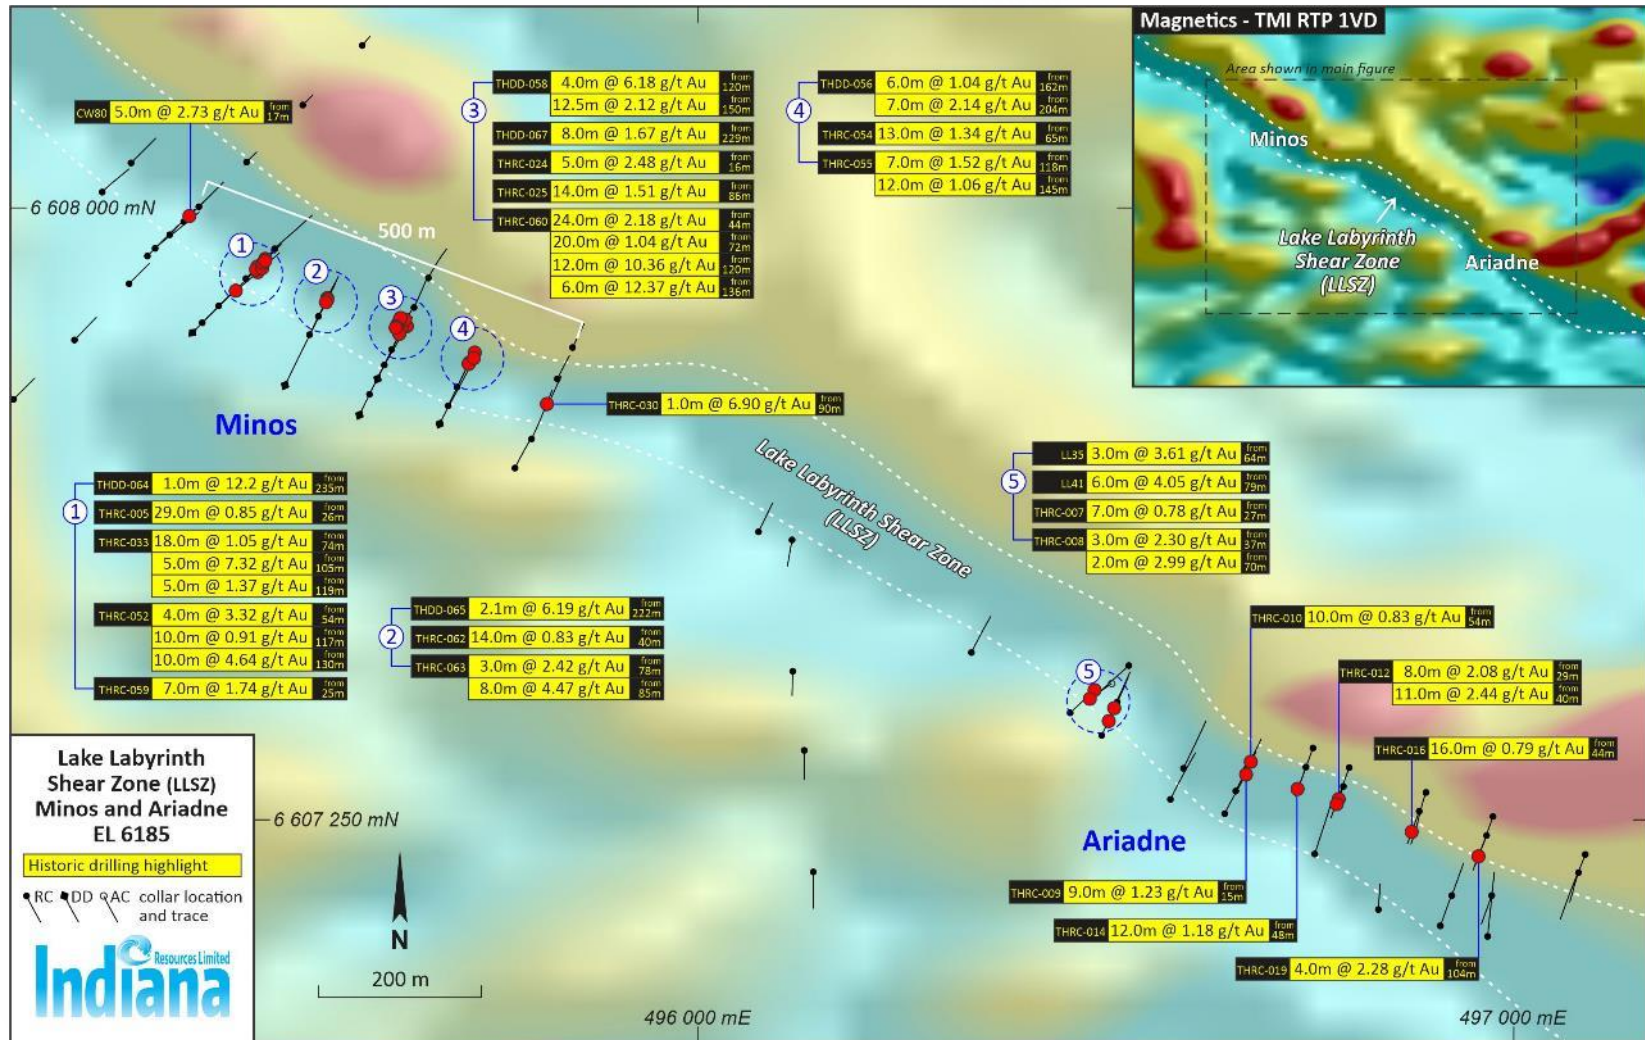 Magnetics - TMI RTP 1VD
Area shown in main figure
Minos
Lake Labyrinth
Shear Zone
(LLSZ)
Ariadne
CW80 5.0m @ 2.73 g/t Au from 17m
3
THDD-058 4.0m @ 6.18 g/t Au from 120m
12.5m @ 2.12 g/t Au from 150m
THDD-067 8.0m @ 1.67 g/t Au from 229m
THRC-024 5.0m @ 2.48 g/t Au from 16m
THRC-025 14.0m @ 1.51 g/t Au from 86m
THRC-060 24.0m @ 2.18 g/t Au from 44m
20.0m @ 1.04 g/t Au from 72m
12.0m @ 10.36 g/t Au from 120m
6.0m @ 12.37 g/t Au from 136m
4
THDD-056 6.0m @ 1.04 g/t Au from 162m
7.0m @ 2.14 g/t Au from 204m
THRC-054 13.0m @ 1.34 g/t Au from 65m
THRC-055 7.0m @ 1.52 g/t Au from 118m
12.0m @ 1.06 g/t Au from 145m
6 608 000 mN
500 m
1
2
3
4
Minos
THRC-030 1.0m @ 6.90 g/t Au from 90m
Lake Labyrinth Shear Zone
(LLSZ)
1
THDD-064 1.0m @ 12.2 g/t Au from 235m
THRC-005 29.0m @ 0.85 g/t Au from 26m
THRC-033 18.0m @ 1.05 g/t Au from 74m
5.0m @ 7.32 g/t Au from 105m
5.0m @ 1.37 g/t Au from 119m
THRC-052 4.0m @ 3.32 g/t Au from 54m
10.0m @ 0.91 g/t Au from 117m
10.0m @ 4.64 g/t Au from 130m
THRC-059 7.0m @ 1.74 g/t Au from 25m
2
THDD-065 2.1m @ 6.19 g/t Au from 222m
THRC-062 14.0m @ 0.83 g/t Au from 40m
THRC-063 3.0m @ 2.42 g/t Au from 78m
8.0m @ 4.47 g/t Au from 85m
5
LL35 3.0m @ 3.61 g/t Au from 64m
LL41 6.0m @ 4.05 g/t Au from 79m
THRC-007 7.0m @ 0.78 g/t Au from 27m
THRC-008 3.0m @ 2.30 g/t Au from 37m
2.0m @ 2.99 g/t Au from 70m
5
THRC-010 10.0m @ 0.83 g/t Au from 54m
THRC-012 8.0m @ 2.08 g/t Au from 29m
11.0m @ 2.44 g/t Au from 40m
THRC-016 16.0m @ 0.79 g/t Au from 44m
Ariadne
THRC-009 9.0m @ 1.23 g/t Au from 15m
THRC-014 12.0m @ 1.18 g/t Au from 48m
THRC-019 4.0m @ 2.28 g/t Au from 104m
6 607 250 mN
Lake Labyrinth
Shear Zone (LLSZ)
Minos and Ariadne
EL 6185
Historic drilling highlight
RC DD AC collar location
and trace
Indiana
Resources Limited
N
200 m
496 000 mE
497 000 mE